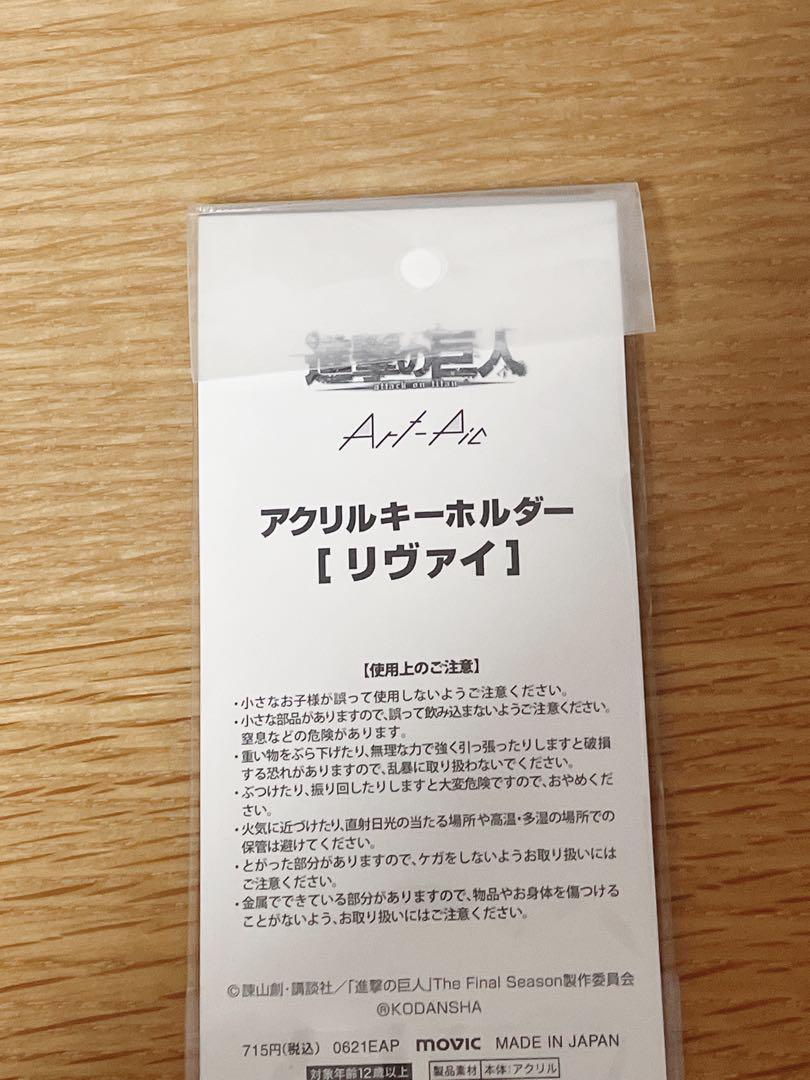 進撃の巨人
attack on titan
Art-Pic
アクリルキーホルダー
[ リヴァイ ]
【使用上のご注意】
・小さなお子様が誤って使用しないようご注意ください。
・小さな部品がありますので、誤って飲み込まないようご注意ください。
窒息などの危険があります。
・重い物をぶら下げたり、無理な力で強く引っ張ったりしますと破損
する恐れがありますので、乱暴に取り扱わないでください。
・ぶつけたり、振り回したりしますと大変危険ですので、おやめくだ
さい。
・火気に近づけたり、直射日光の当たる場所や高温・多湿の場所での
保管は避けてください。
・とがった部分がありますので、ケガをしないようお取り扱いには
ご注意ください。
・金属でできている部分がありますので、物品やお身体を傷つける
ことがないよう、お取り扱いにはご注意ください。
©諫山創・講談社／「進撃の巨人」The Final Season製作委員会
®KODANSHA
715円(税込) 0621EAP movic MADE IN JAPAN
対象年齢12歳以上 製品素材 本体：アクリル